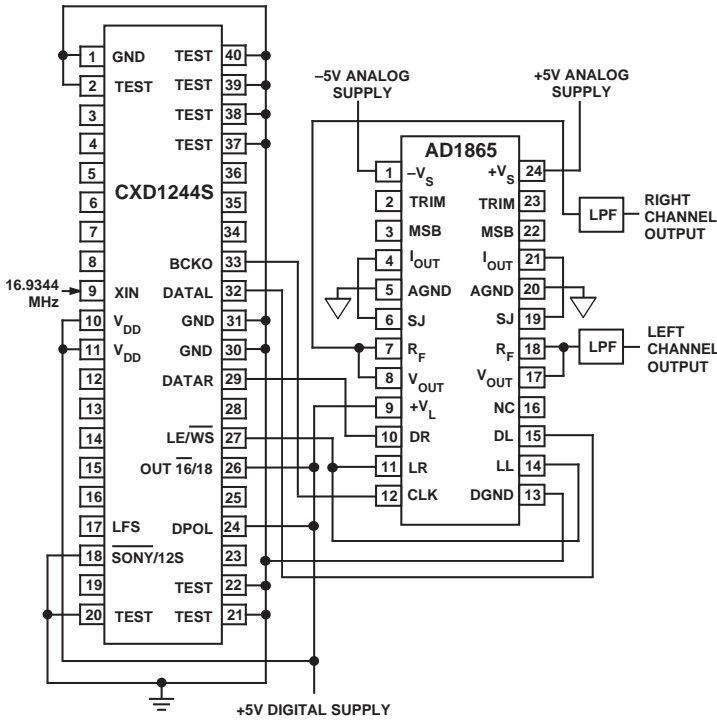 CXD1244S
1 GND
2 TEST
3
4
5
6
7
8
16.9344
MHz
9 XIN
10 VDD
11 VDD
12
13
14
15
16
17 LFS
18 SONY/12S
19
20 TEST
TEST 40
TEST 39
TEST 38
TEST 37
36
35
34
BCKO 33
DATAL 32
GND 31
GND 30
DATAR 29
28
LE/WS 27
OUT 16/18 26
25
DPOL 24
23
TEST 22
TEST 21
–5V ANALOG
SUPPLY
+5V ANALOG
SUPPLY
AD1865
1 –VS
2 TRIM
3 MSB
4 IOUT
5 AGND
6 SJ
7 RF
8 VOUT
9 +VL
10 DR
11 LR
12 CLK
+VS 24
TRIM 23
MSB 22
IOUT 21
AGND 20
SJ 19
RF 18
VOUT 17
NC 16
DL 15
LL 14
DGND 13
LPF
RIGHT
CHANNEL
OUTPUT
LPF
LEFT
CHANNEL
OUTPUT
+5V DIGITAL SUPPLY